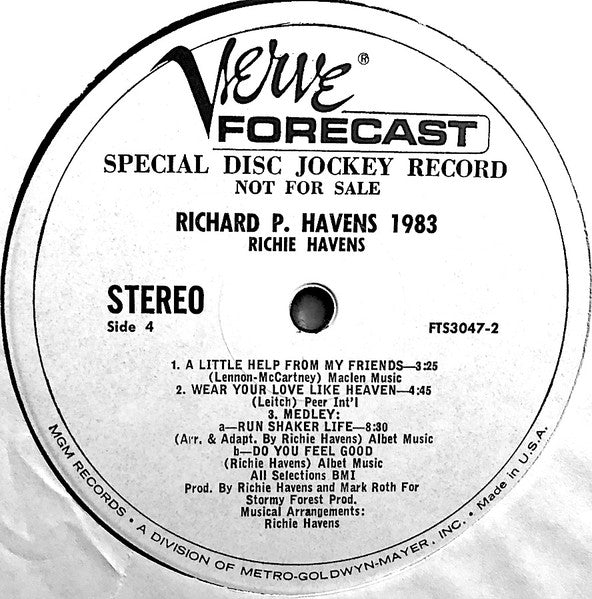 Verve ®
FORECAST
SPECIAL DISC JOCKEY RECORD
NOT FOR SALE
RICHARD P. HAVENS 1983
RICHIE HAVENS
STEREO
Side 4
FTS3047-2
1. A LITTLE HELP FROM MY FRIENDS—3:25
(Lennon-McCartney) Maclen Music
2. WEAR YOUR LOVE LIKE HEAVEN—4:45
(Leitch) Peer Int'l
3. MEDLEY:
a—RUN SHAKER LIFE—8:30
(Arr. & Adapt. By Richie Havens) Albet Music
b—DO YOU FEEL GOOD
(Richie Havens) Albet Music
All Selections BMI
Prod. By Richie Havens and Mark Roth For
Stormy Forest Prod.
Musical Arrangements:
Richie Havens
MGM RECORDS • A DIVISION OF METRO-GOLDWYN-MAYER, INC. • Made in U.S.A.